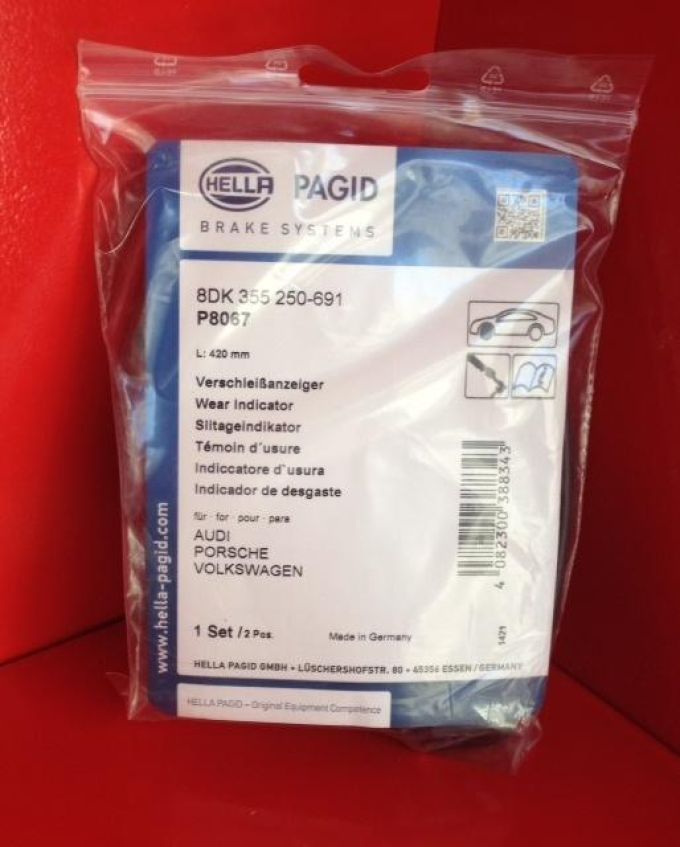 HELLA PAGID
BRAKE SYSTEMS
8DK 355 250-691
P8067
L: 420 mm
Verschleißanzeiger
Wear Indicator
Slitageindikator
Témoin d´usure
Indiccatore d`usura
Indicador de desgaste
für · for · pour · para
AUDI
PORSCHE
VOLKSWAGEN
1 Set / 2 Pcs.
Made in Germany
4 082300 388343
1429
HELLA PAGID GMBH • LÜSCHERSHOFSTR. 80 • 45356 ESSEN / GERMANY
HELLA PAGID – Original Equipment Competence
www.hella-pagid.com